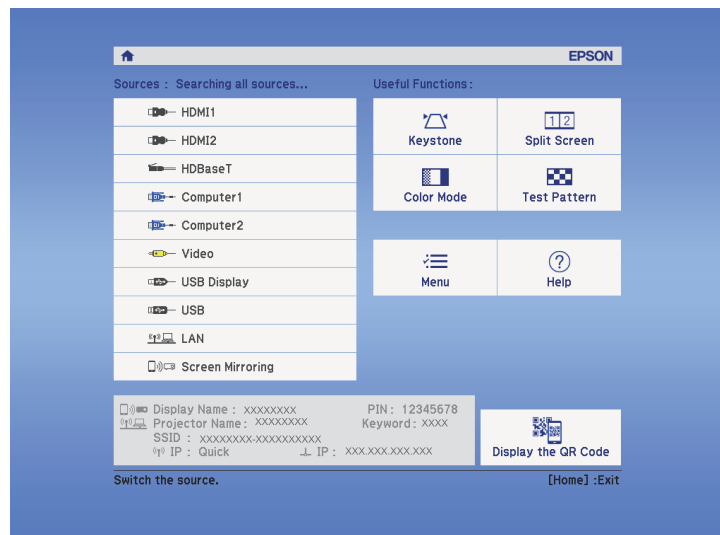 EPSON
Sources : Searching all sources...
HDMI1
HDMI2
HDBaseT
Computer1
Computer2
Video
USB Display
USB
LAN
Screen Mirroring
Useful Functions :
Keystone
1 2
Split Screen
Color Mode
Test Pattern
Menu
?
Help
Display Name : XXXXXXXX PIN : 12345678
Projector Name : XXXXXXXX Keyword : XXXX
SSID : XXXXXXXX-XXXXXXXXXX
IP : Quick IP : XXX.XXX.XXX.XXX
Display the QR Code
Switch the source. [Home] :Exit